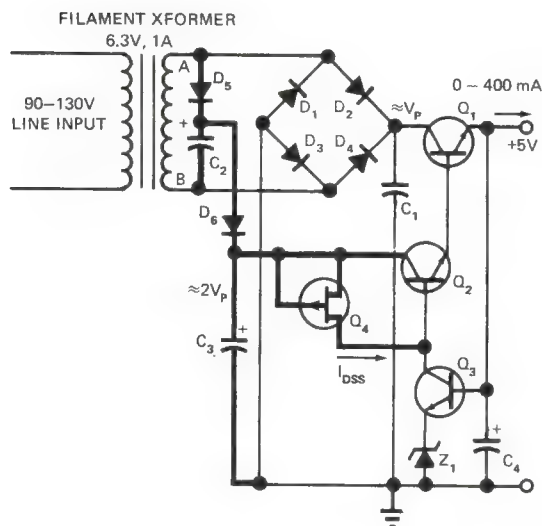 FILAMENT XFORMER
6.3V, 1A
A
D5
90–130V
LINE INPUT
+
C2
B
D1
D2
D3
D4
≈VP
Q1
0 ~ 400 mA
+5V
C1
D6
Q2
≈2VP
Q4
C3
+
IDSS
Q3
Z1
+
C4